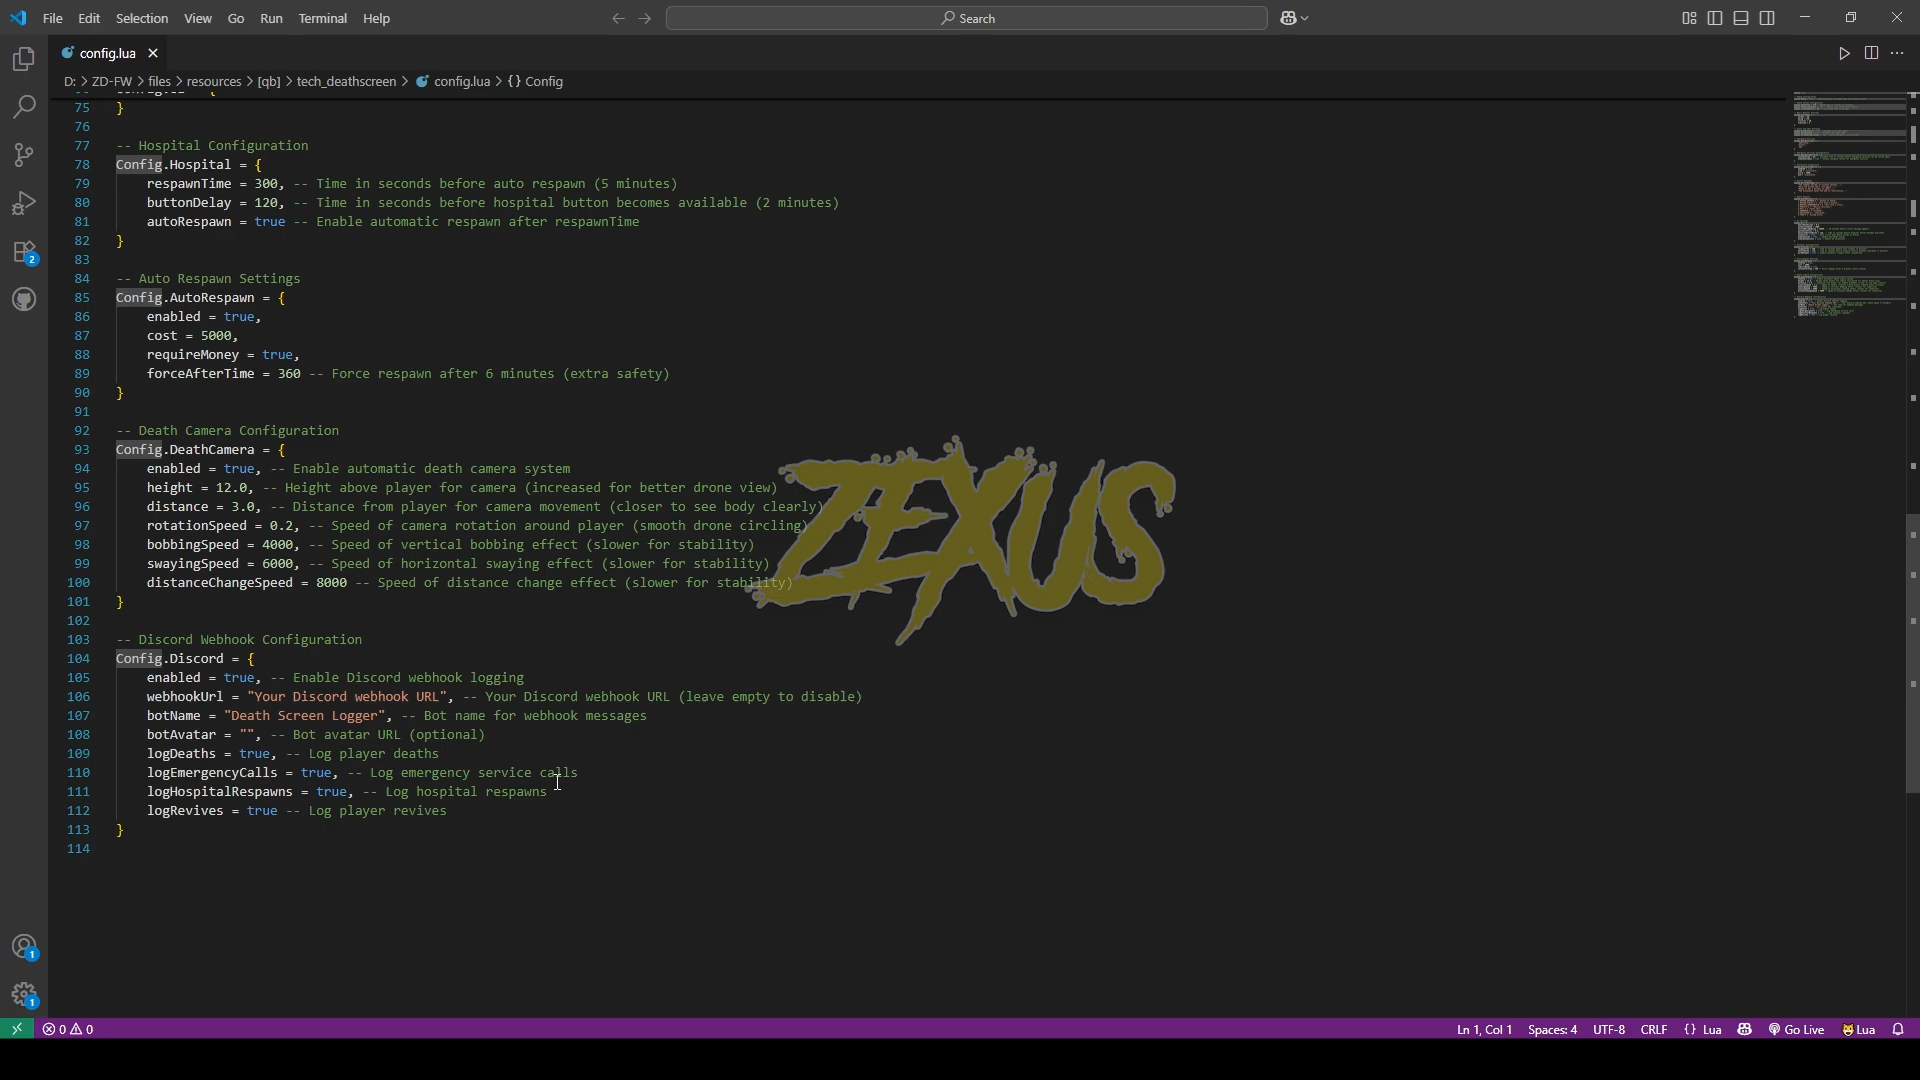 File Edit Selection View Go Run Terminal Help
Search
config.lua
D: > ZD-FW > files > resources > [qb] > tech_deathscreen > config.lua > {} Config
75 }
76
77 -- Hospital Configuration
78 Config.Hospital = {
79 respawnTime = 300, -- Time in seconds before auto respawn (5 minutes)
80 buttonDelay = 120, -- Time in seconds before hospital button becomes available (2 minutes)
81 autoRespawn = true -- Enable automatic respawn after respawnTime
82 }
83
84 -- Auto Respawn Settings
85 Config.AutoRespawn = {
86 enabled = true,
87 cost = 5000,
88 requireMoney = true,
89 forceAfterTime = 360 -- Force respawn after 6 minutes (extra safety)
90 }
91
92 -- Death Camera Configuration
93 Config.DeathCamera = {
94 enabled = true, -- Enable automatic death camera system
95 height = 12.0, -- Height above player for camera (increased for better drone view)
96 distance = 3.0, -- Distance from player for camera movement (closer to see body clearly)
97 rotationSpeed = 0.2, -- Speed of camera rotation around player (smooth drone circling)
98 bobbingSpeed = 4000, -- Speed of vertical bobbing effect (slower for stability)
99 swayingSpeed = 6000, -- Speed of horizontal swaying effect (slower for stability)
100 distanceChangeSpeed = 8000 -- Speed of distance change effect (slower for stability)
101 }
102
103 -- Discord Webhook Configuration
104 Config.Discord = {
105 enabled = true, -- Enable Discord webhook logging
106 webhookUrl = "Your Discord webhook URL", -- Your Discord webhook URL (leave empty to disable)
107 botName = "Death Screen Logger", -- Bot name for webhook messages
108 botAvatar = "", -- Bot avatar URL (optional)
109 logDeaths = true, -- Log player deaths
110 logEmergencyCalls = true, -- Log emergency service calls
111 logHospitalRespawns = true, -- Log hospital respawns
112 logRevives = true -- Log player revives
113 }
114
ZEXUS
2
1
1
0 0
Ln 1, Col 1 Spaces: 4 UTF-8 CRLF {} Lua Go Live Lua